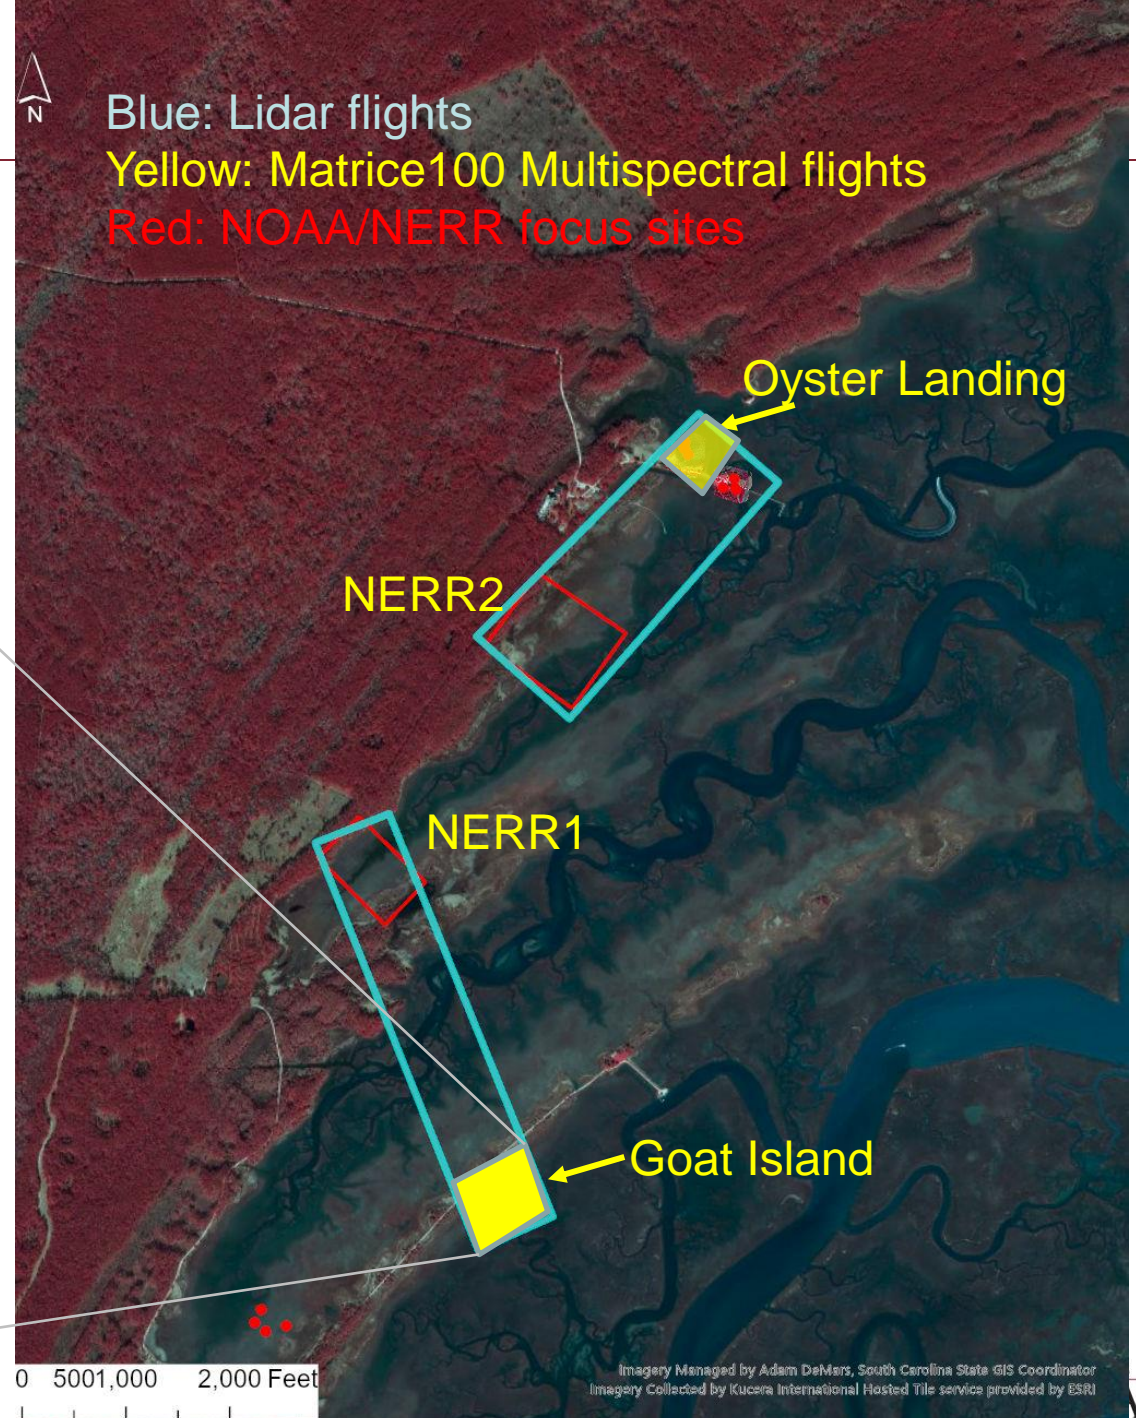 N
Blue: Lidar flights
Yellow: Matrice100 Multispectral flights
Red: NOAA/NERR focus sites
Oyster Landing
NERR2
NERR1
Goat Island
0 5001,000 2,000 Feet
Imagery Managed by Adam DeMars, South Carolina State GIS Coordinator
Imagery Collected by Kucera International Hosted Tile service provided by ESRI